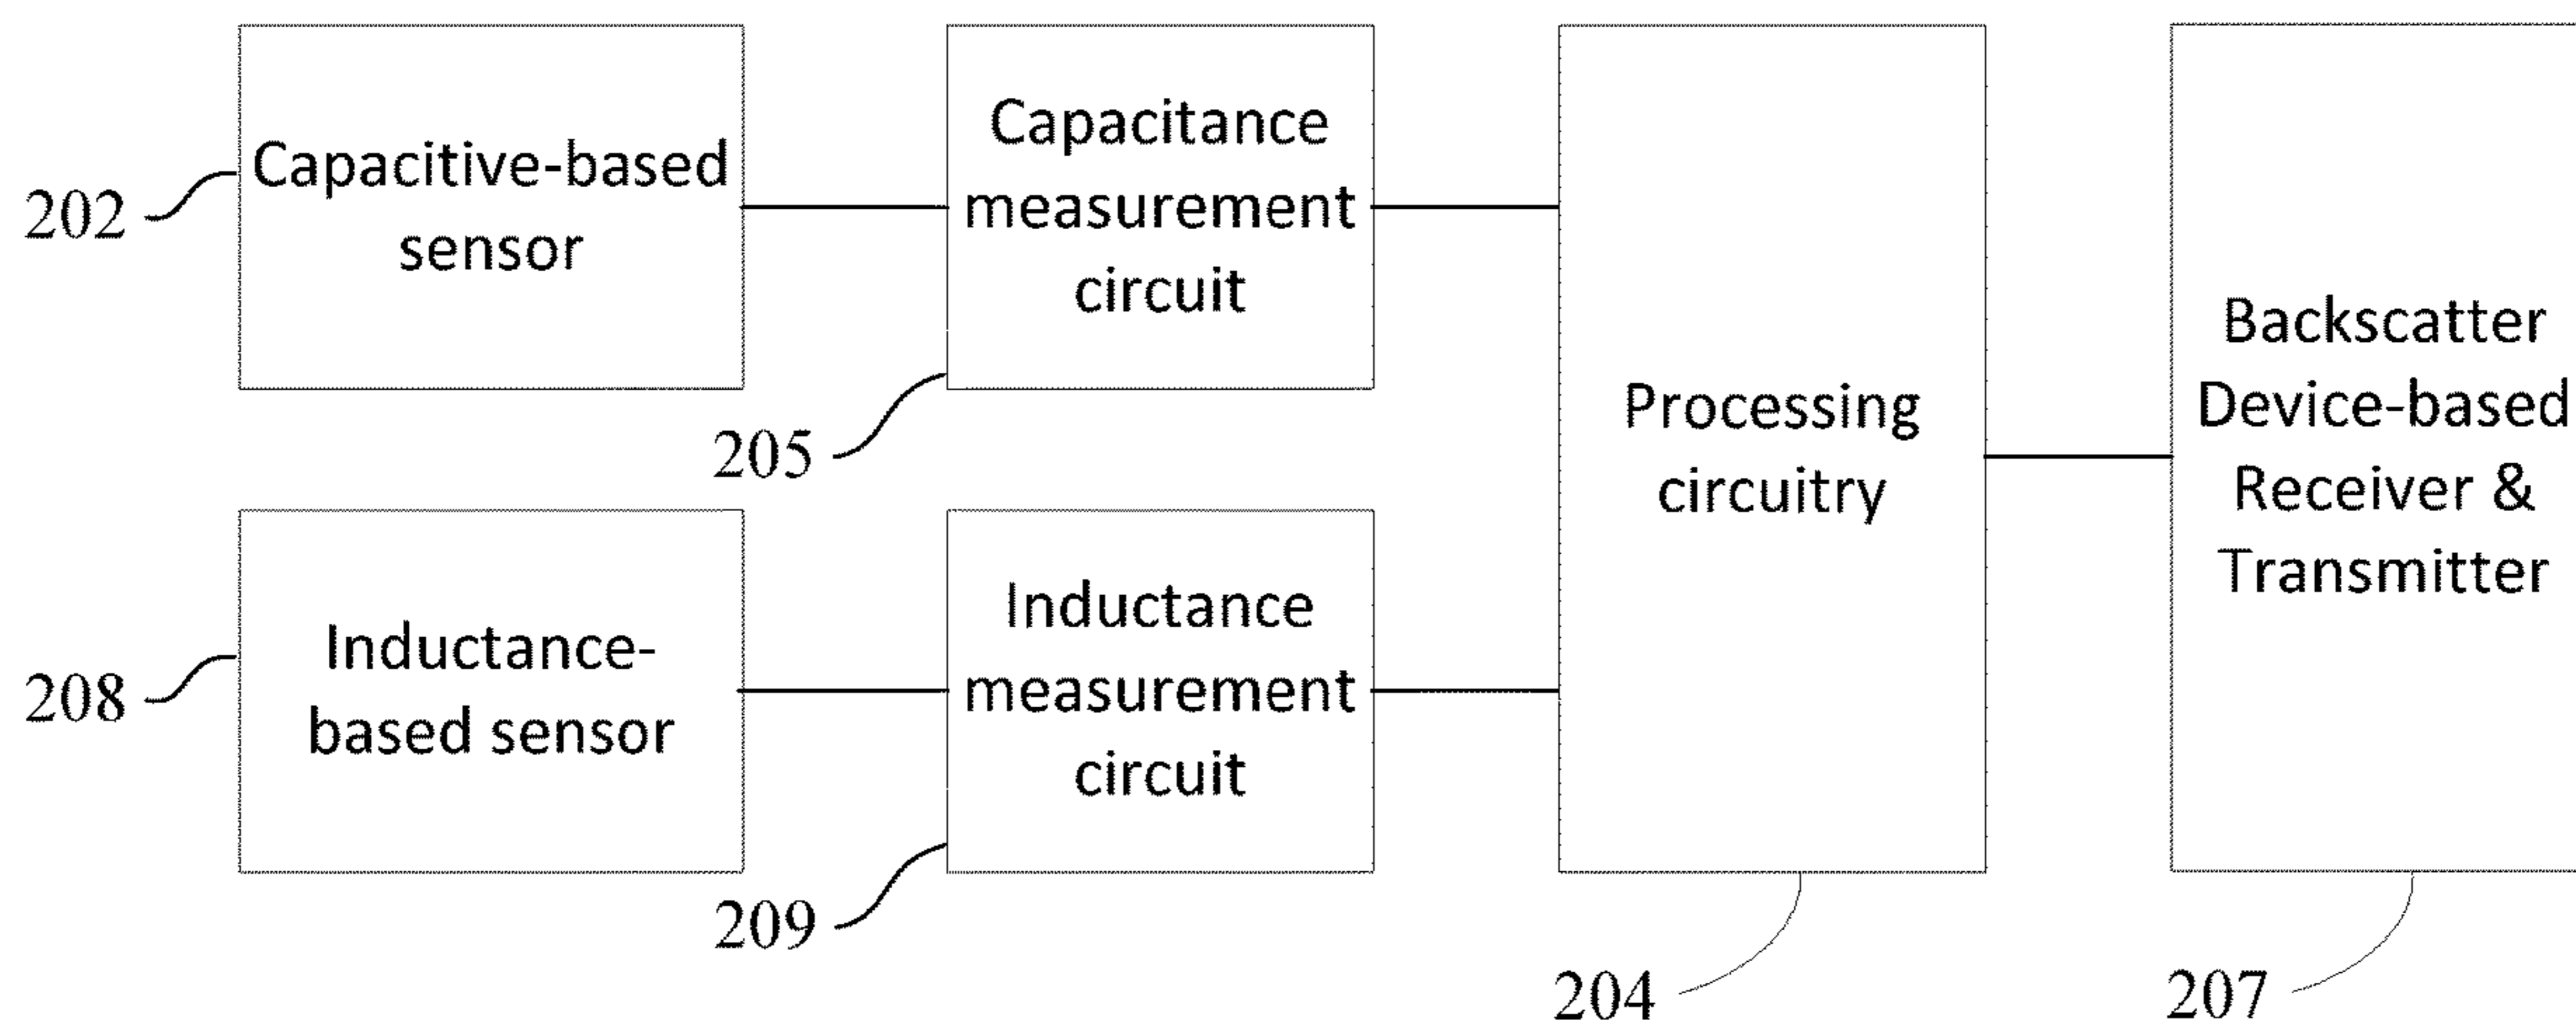 202
Capacitive-based
sensor
205
Capacitance
measurement
circuit
208
Inductance-
based sensor
209
Inductance
measurement
circuit
Processing
circuitry
204
Backscatter
Device-based
Receiver &
Transmitter
207